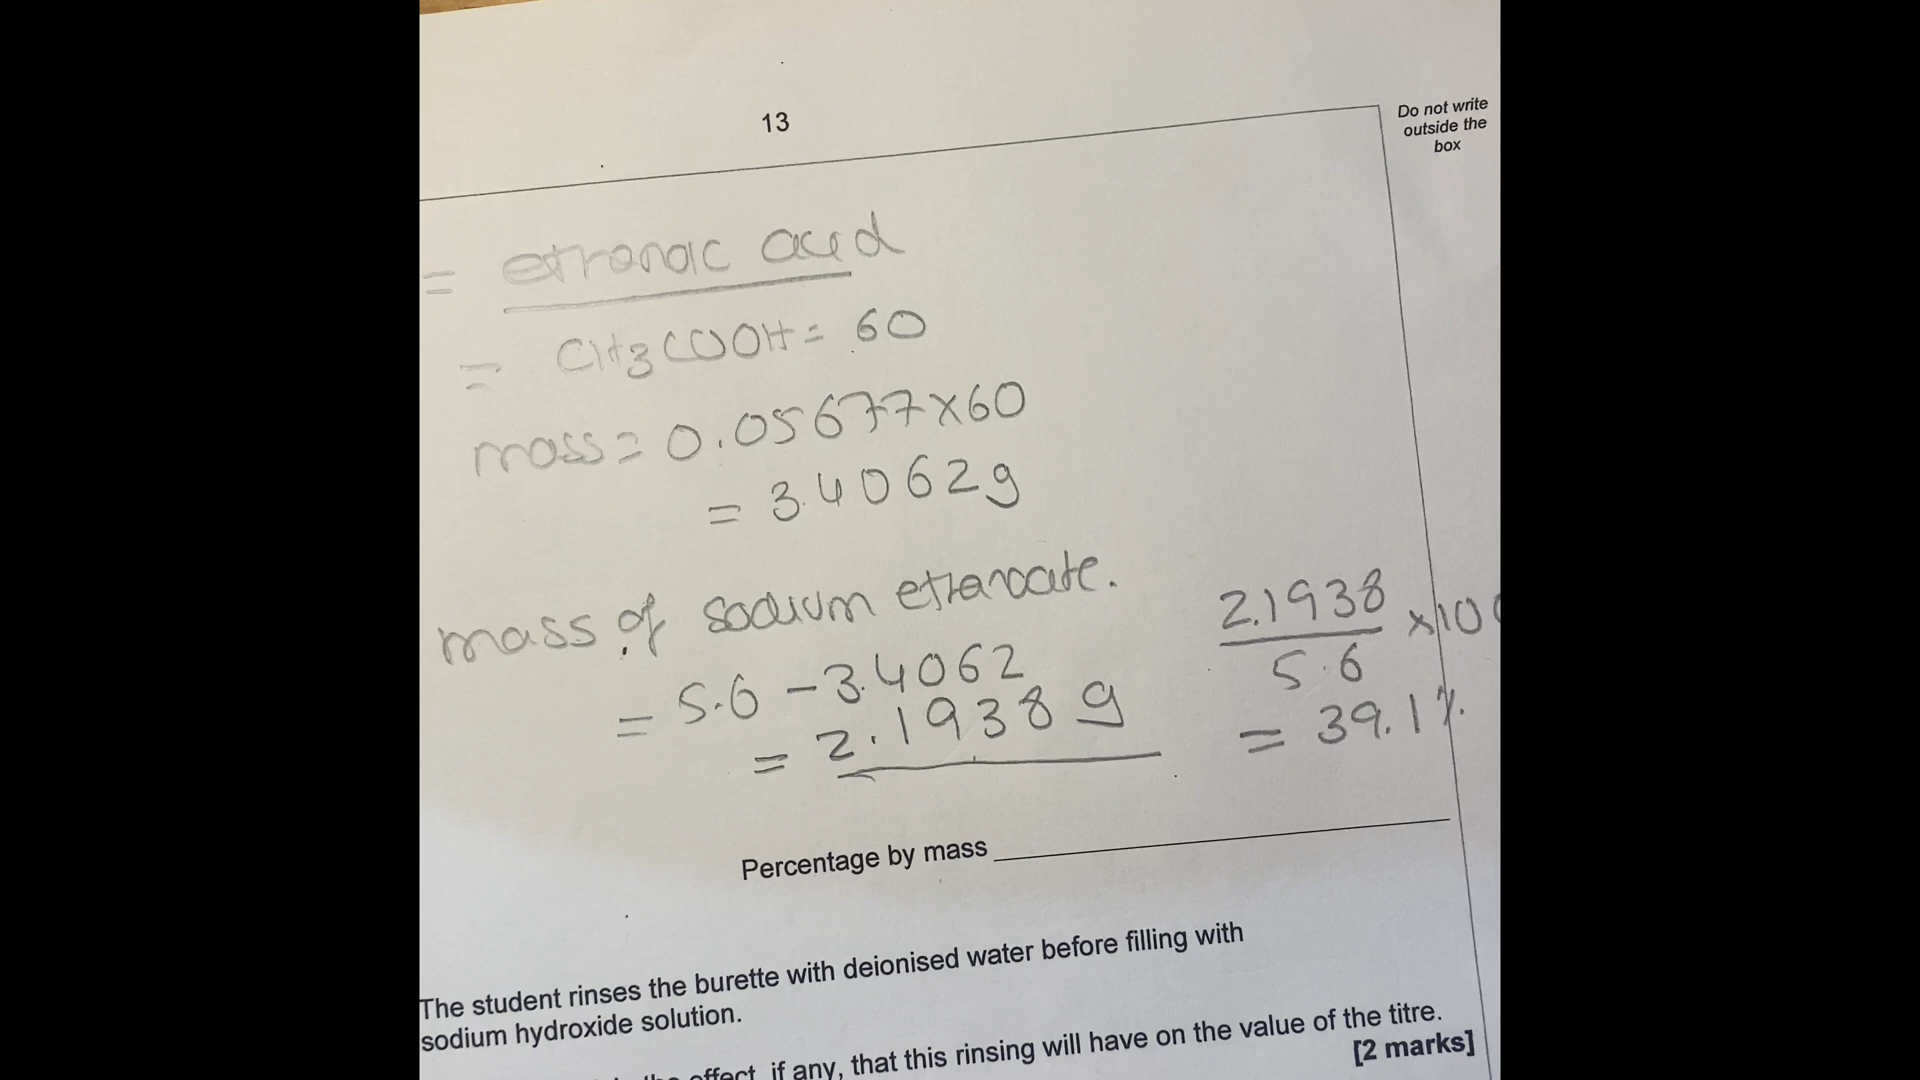 13
Do not write
outside the
box
= ethanoic acid
= CH3COOH = 60
mass = 0.05677 x 60
= 3.4062g
mass of sodium ethanoate.
= 5.6 - 3.4062
= 2.1938 g
2.1938
5.6
x100
= 39.1%
Percentage by mass
The student rinses the burette with deionised water before filling with
sodium hydroxide solution.
effect, if any, that this rinsing will have on the value of the titre.
[2 marks]